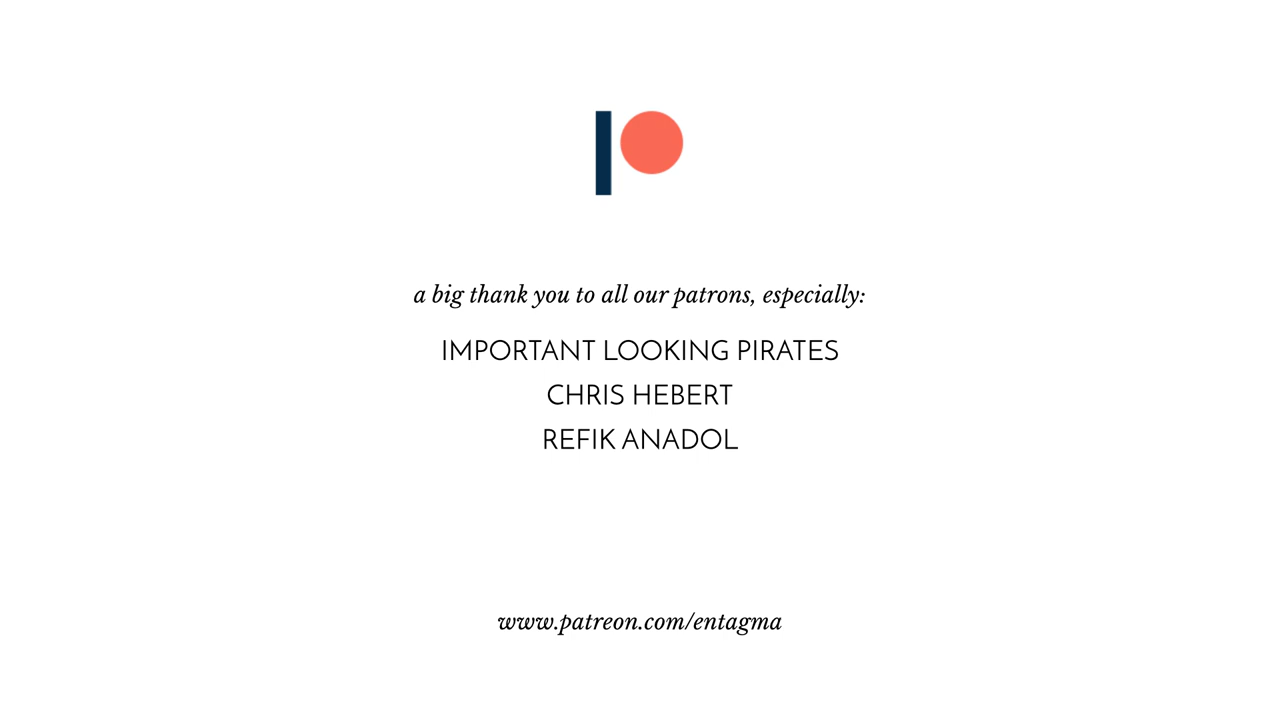 a big thank you to all our patrons, especially:
IMPORTANT LOOKING PIRATES
CHRIS HEBERT
REFIK ANADOL
www.patreon.com/entagma